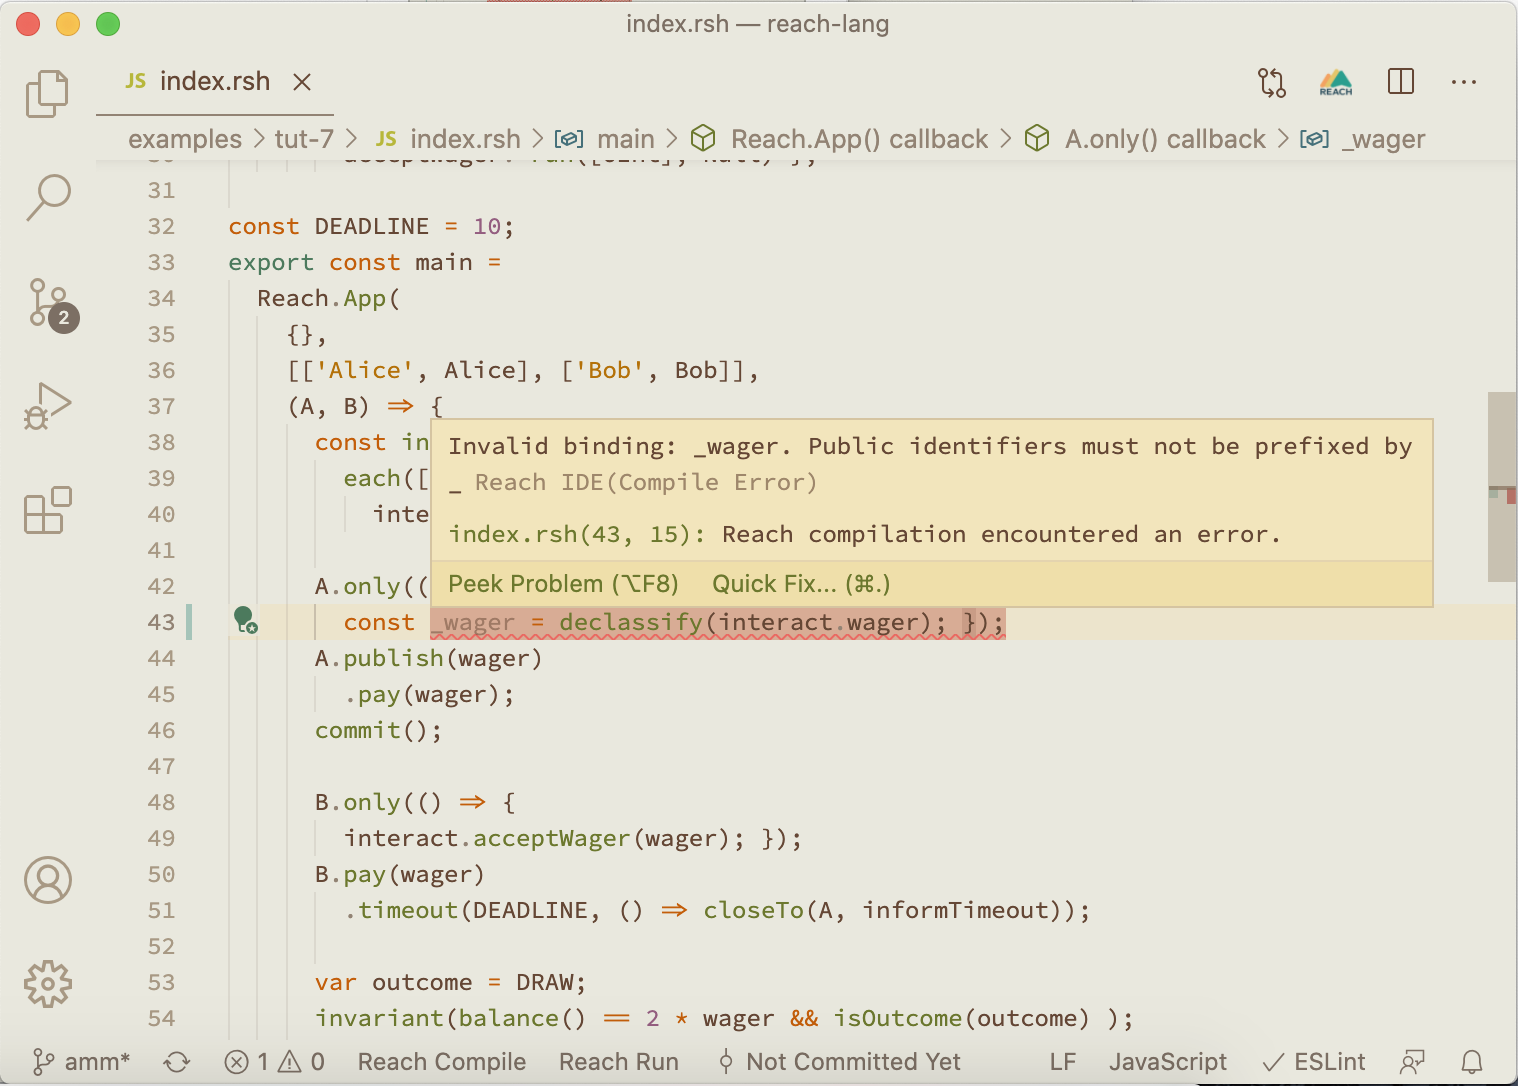 index.rsh — reach-lang
JS index.rsh
REACH
examples > tut-7 > JS index.rsh > main > Reach.App() callback > A.only() callback > _wager
31
32 const DEADLINE = 10;
33 export const main =
34 Reach.App(
35 {},
36 [['Alice', Alice], ['Bob', Bob]],
37 (A, B) => {
38 const in
39 each([
40 inte
41
42 A.only((
Invalid binding: _wager. Public identifiers must not be prefixed by
_ Reach IDE(Compile Error)
index.rsh(43, 15): Reach compilation encountered an error.
Peek Problem (⌥F8) Quick Fix... (⌘.)
43 const _wager = declassify(interact.wager); });
44 A.publish(wager)
45 .pay(wager);
46 commit();
47
48 B.only(() => {
49 interact.acceptWager(wager); });
50 B.pay(wager)
51 .timeout(DEADLINE, () => closeTo(A, informTimeout));
52
53 var outcome = DRAW;
54 invariant(balance() == 2 * wager && isOutcome(outcome) );
2
amm* 1 0 Reach Compile Reach Run Not Committed Yet LF JavaScript ESLint